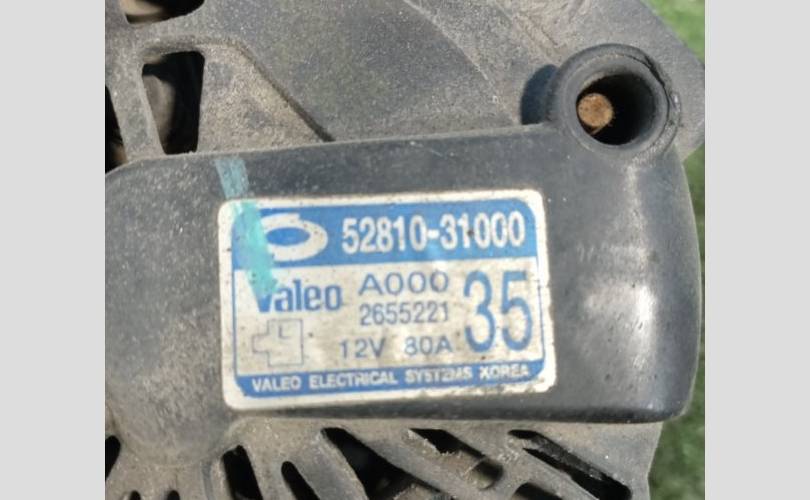 52810-31000
Valeo A000
2655221
35
12V 80A
VALEO ELECTRICAL SYSTEMS KOREA